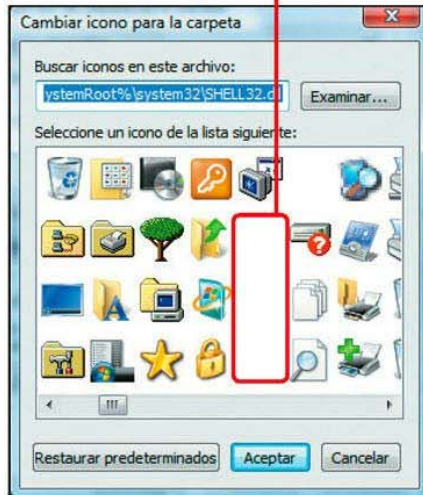 Cambiar icono para la carpeta
Buscar iconos en este archivo:
ystemRoot%\system32\SHELL32.d
Examinar...
Seleccione un icono de la lista siguiente:
Restaurar predeterminados
Aceptar
Cancelar